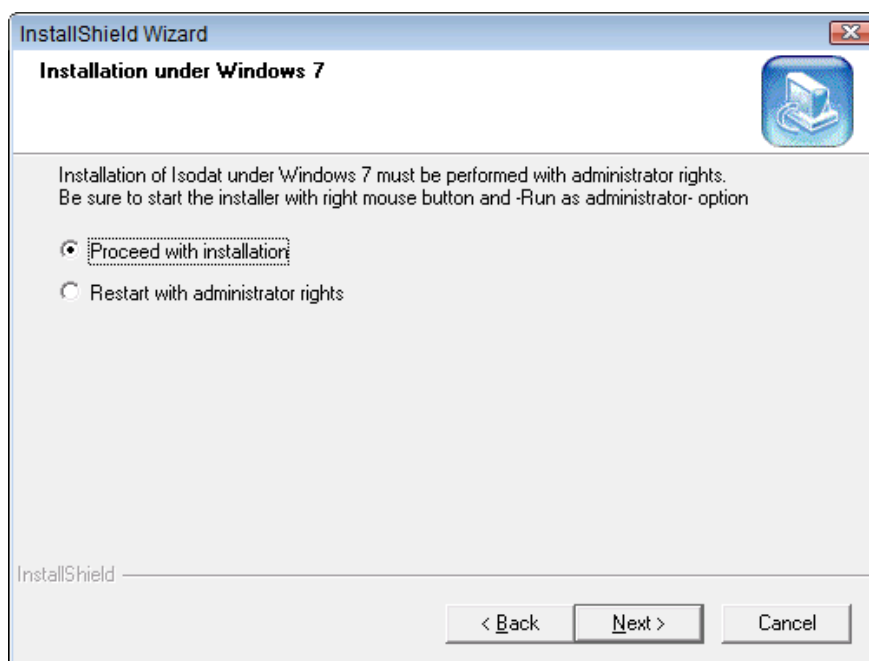 InstallShield Wizard
Installation under Windows 7
Installation of Isodat under Windows 7 must be performed with administrator rights.
Be sure to start the installer with right mouse button and -Run as administrator- option
Proceed with installation
Restart with administrator rights
InstallShield
< Back Next > Cancel